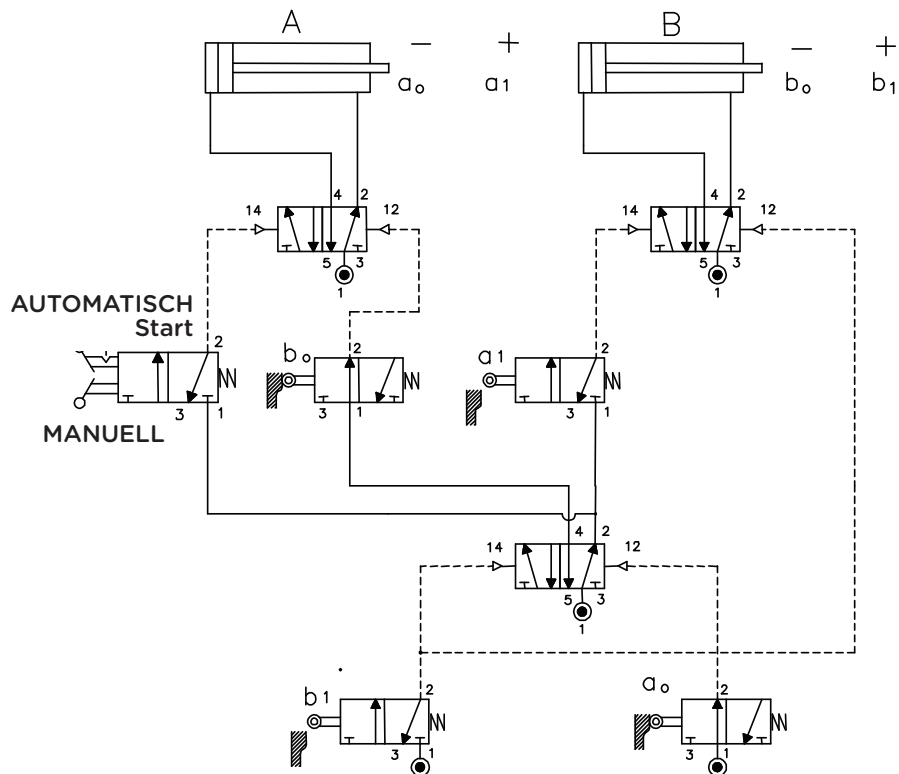 A B
− + − +
a₀ a1 b₀ b₁
4 2 4 2
14 12 14 12
5 3 5 3
1 1
AUTOMATISCH
Start
b₀ a1
2 2 2
3 1 3 1 3 1
MANUELL
4 2
14 12
5 3
1
b1 a₀
2 2
3 1 3 1